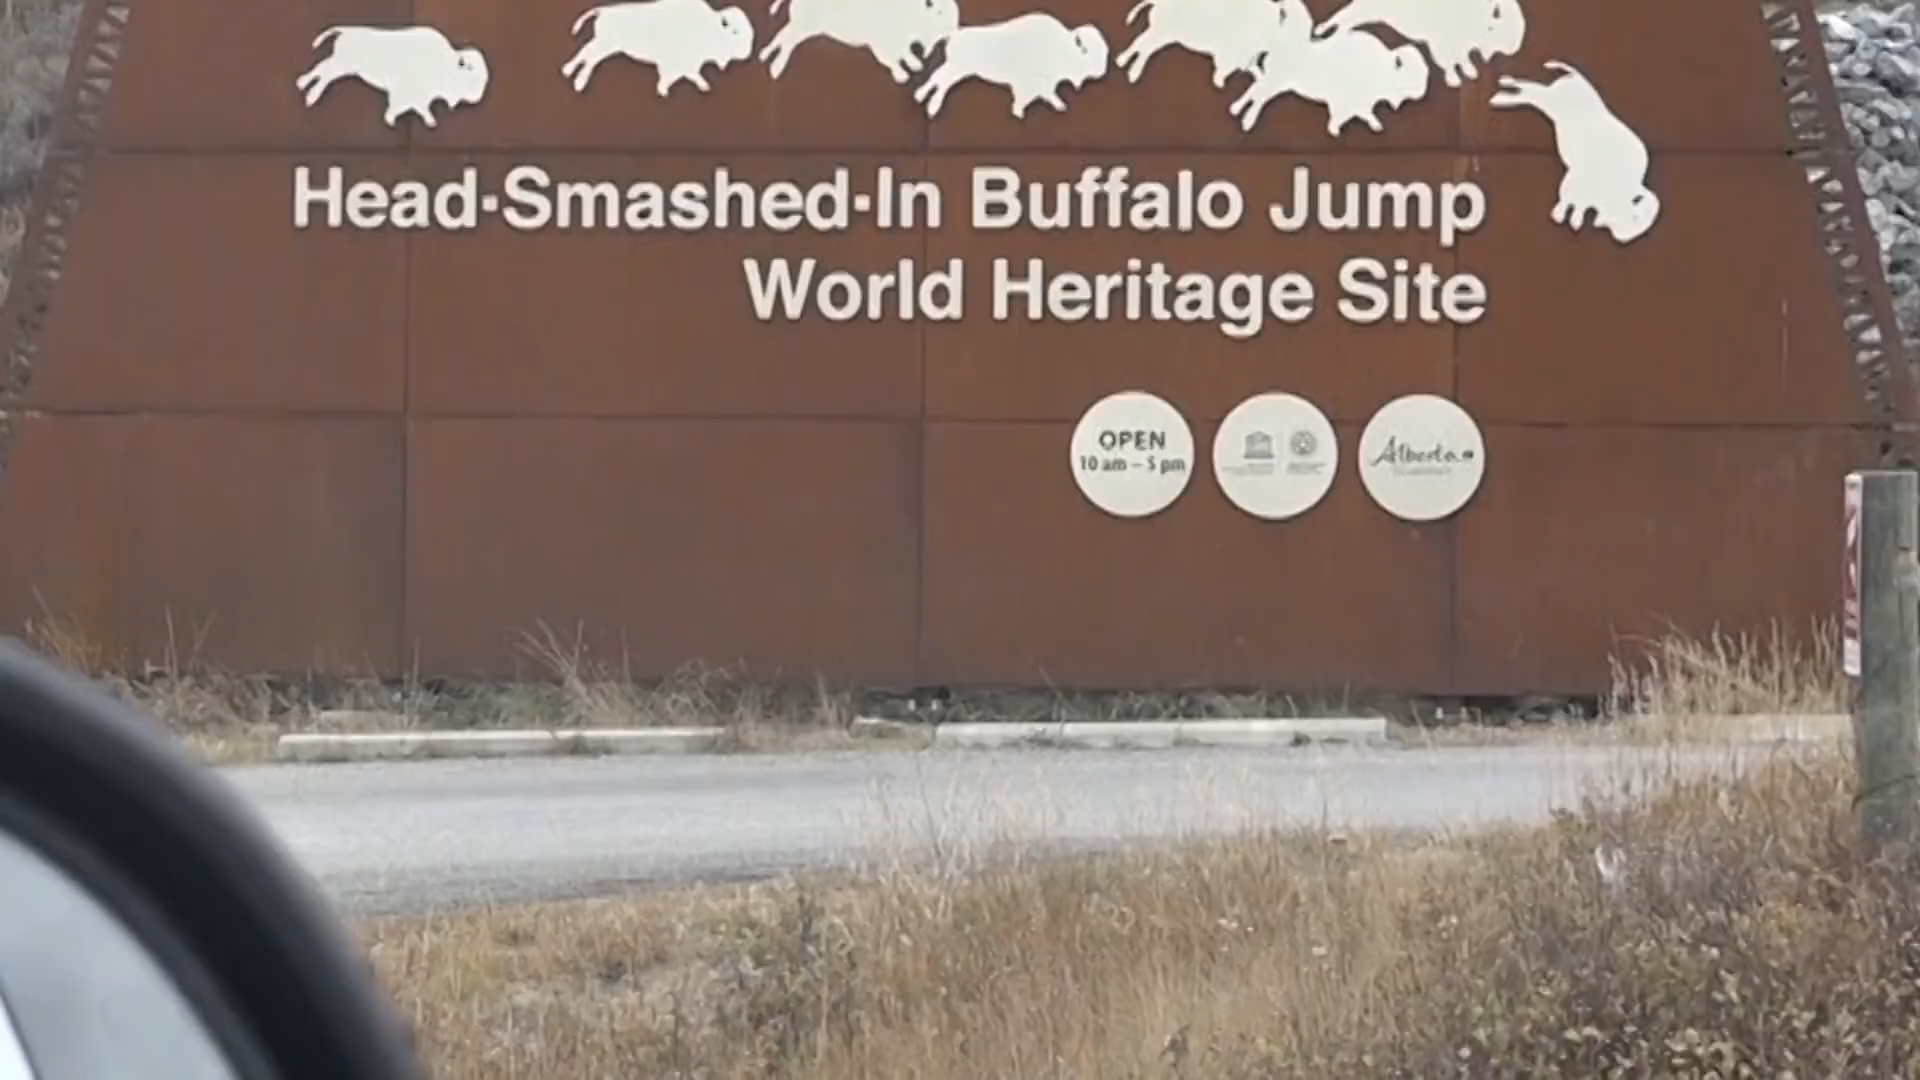 Head-Smashed-In Buffalo Jump
World Heritage Site
OPEN
10 am – 5 pm
Alberta